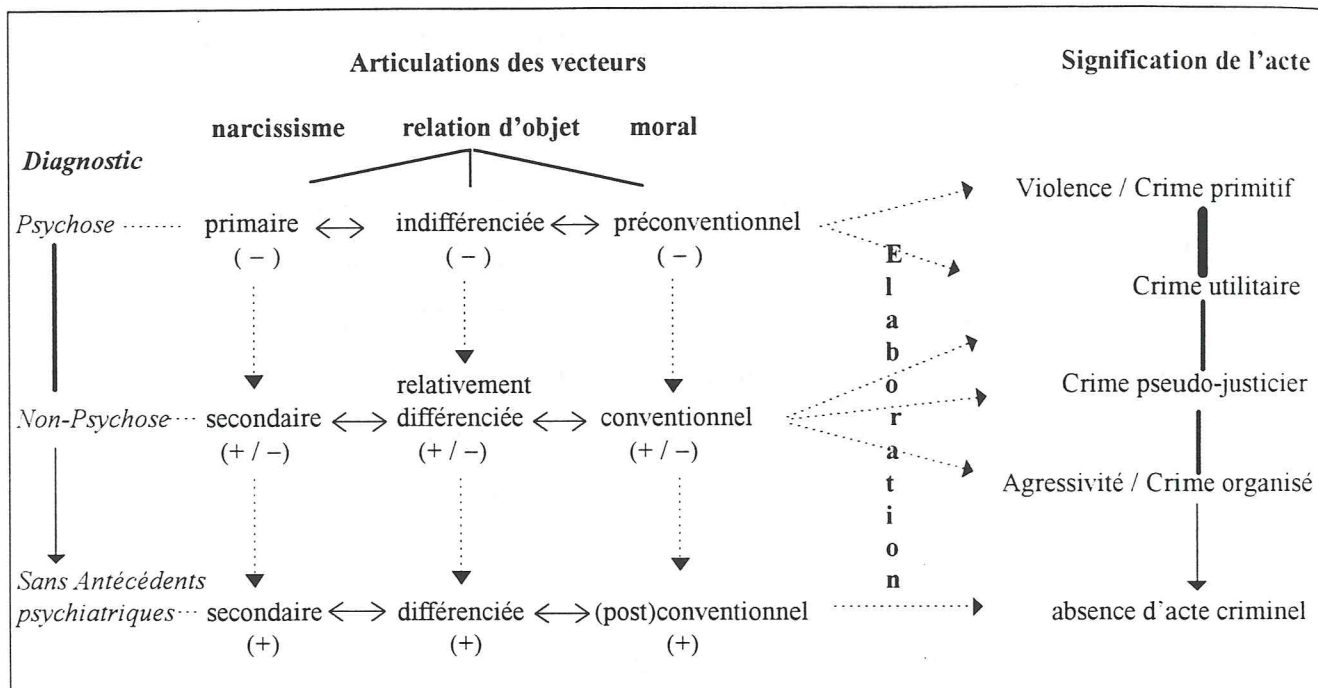 Articulations des vecteurs
Signification de l'acte
narcissisme relation d'objet moral
Diagnostic
Violence / Crime primitif
Psychose primaire indifférenciée préconventionnel
( – ) ( – ) ( – )
Elaboration
Crime utilitaire
relativement
Crime pseudo-justicier
Non-Psychose secondaire différenciée conventionnel
(+ / –) (+ / –) (+ / –)
Agressivité / Crime organisé
Sans Antécédents
psychiatriques secondaire différenciée (post)conventionnel absence d'acte criminel
(+) (+) (+)